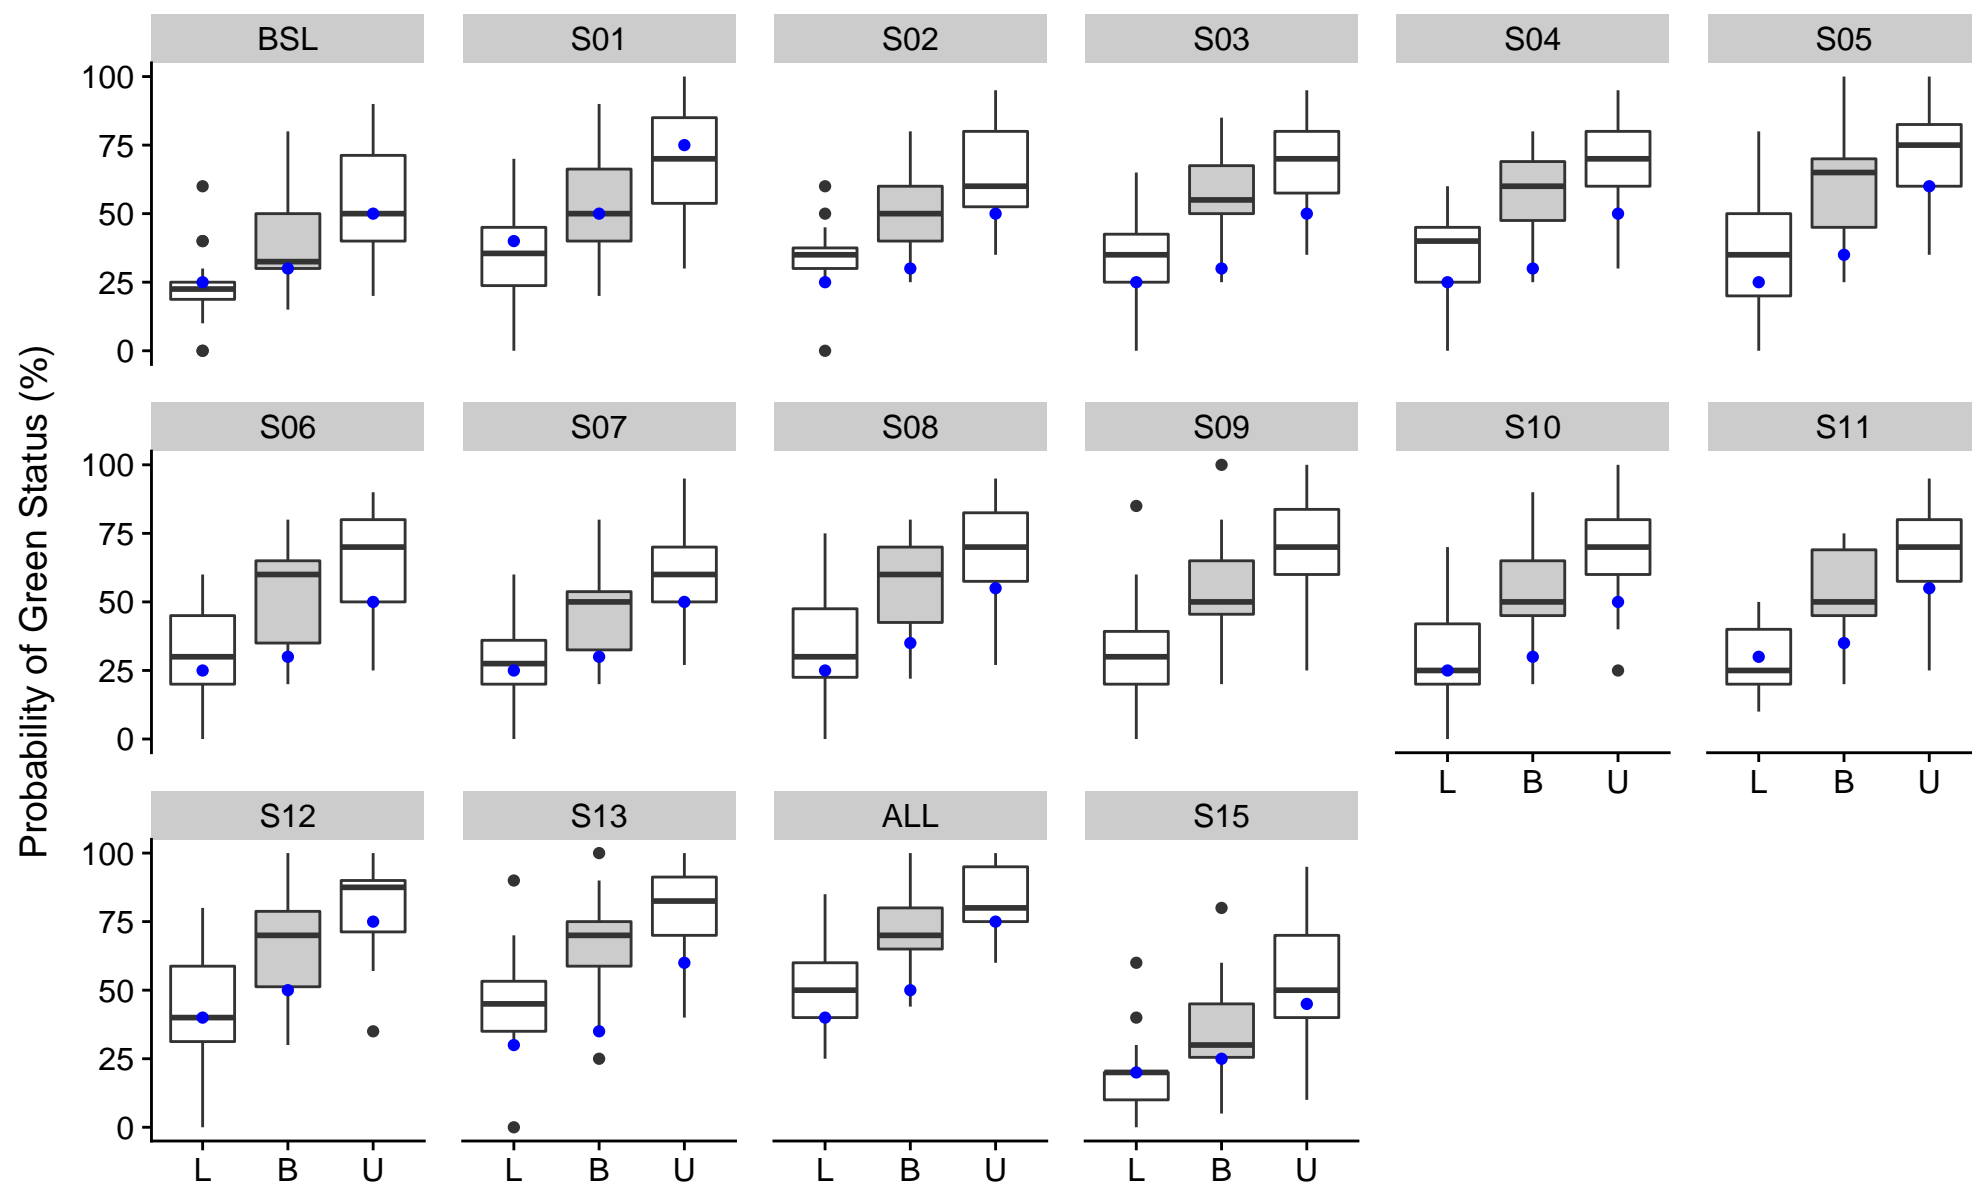 BSL S01 S02 S03 S04 S05
100
75
50
25
0
S06 S07 S08 S09 S10 S11
100
75
50
25
0
L B U L B U
S12 S13 ALL S15
100
75
50
25
0
L B U L B U L B U L B U
Probability of Green Status (%)